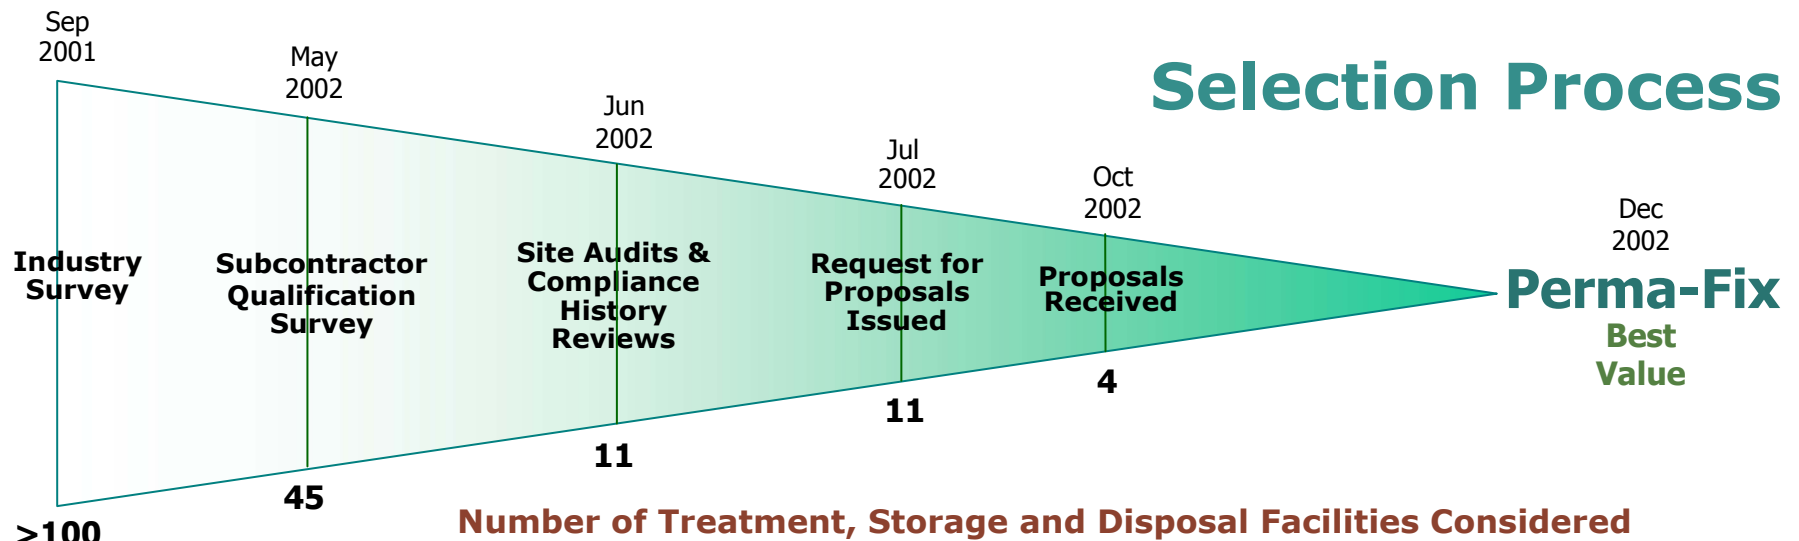 Selection Process
Sep
2001
May
2002
Jun
2002
Jul
2002
Oct
2002
Dec
2002
Industry
Survey
Subcontractor
Qualification
Survey
Site Audits &
Compliance
History
Reviews
Request for
Proposals
Issued
Proposals
Received
Perma-Fix
Best
Value
>100
45
11
11
4
Number of Treatment, Storage and Disposal Facilities Considered